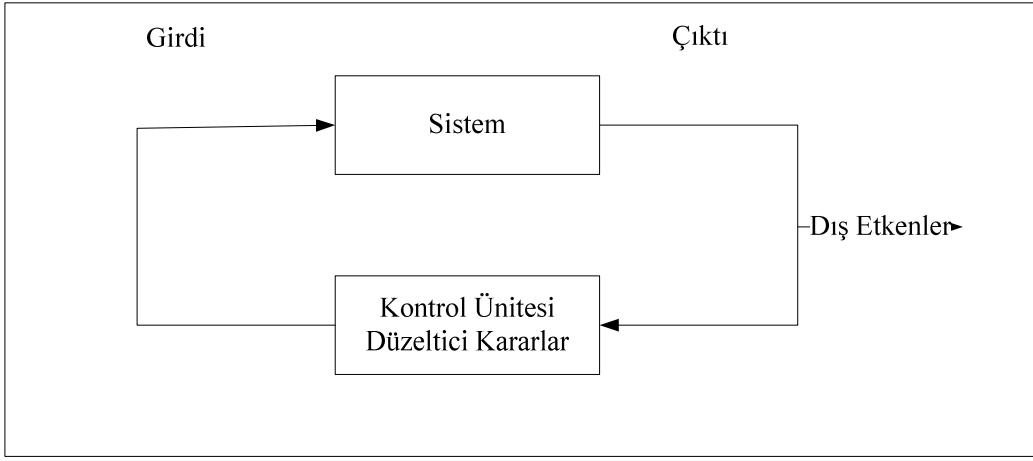 Girdi
Çıktı
Sistem
Dış Etkenler
Kontrol Ünitesi
Düzeltici Kararlar